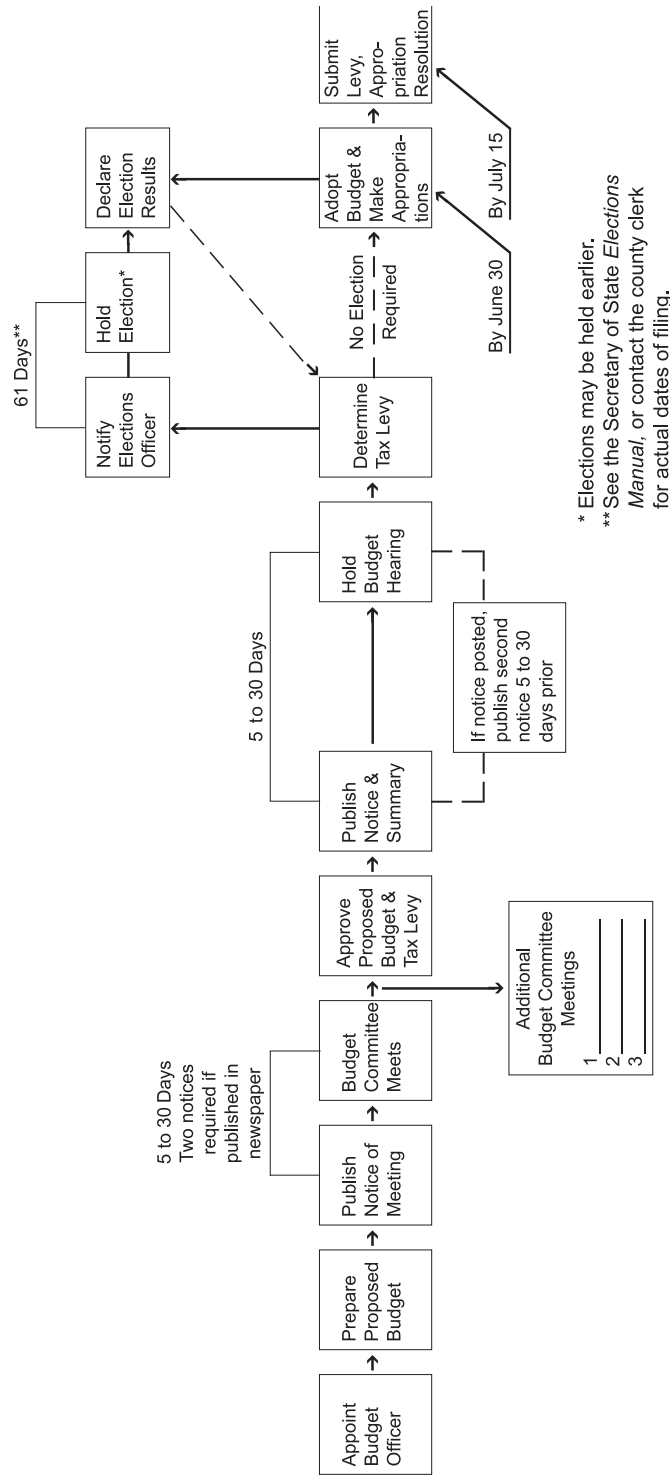 Appoint
Budget
Officer
Prepare
Proposed
Budget
Publish
Notice of
Meeting
5 to 30 Days
Two notices
required if
published in
newspaper
Budget
Committee
Meets
Additional
Budget Committee
Meetings
1
2
3
Approve
Proposed
Budget &
Tax Levy
Publish
Notice &
Summary
5 to 30 Days
If notice posted,
publish second
notice 5 to 30
days prior
Hold
Budget
Hearing
Determine
Tax Levy
Notify
Elections
Officer
61 Days**
Hold
Election*
Declare
Election
Results
No Election
Required
Adopt
Budget &
Make
Appropria-
tions
By June 30
Submit
Levy,
Appro-
priation
Resolution
By July 15
* Elections may be held earlier.
** See the Secretary of State Elections
Manual, or contact the county clerk
for actual dates of filing.